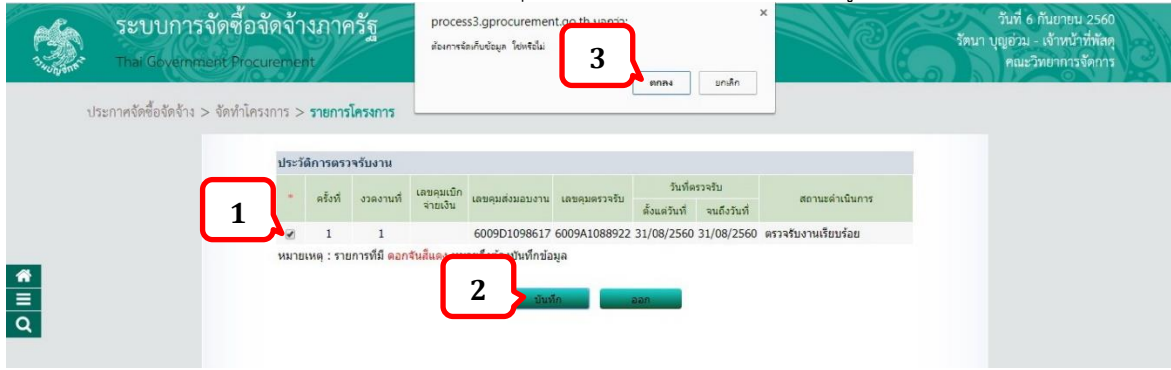 ระบบการจัดซื้อจัดจ้างภาครัฐ
Thai Government Procurement
process3.gprocurement.go.th บอกว่า:
ต้องการจัดเก็บข้อมูล ใช่หรือไม่
3
ตกลง
ยกเลิก
×
วันที่ 6 กันยายน 2560
รัตนา บุญอ่วม - เจ้าหน้าที่พัสดุ
คณะวิทยาการจัดการ
ประกาศจัดซื้อจัดจ้าง > จัดทำโครงการ > รายการโครงการ
ประวัติการตรวจรับงาน
* ครั้งที่ งวดงานที่ เลขคุมเบิกจ่ายเงิน เลขคุมส่งมอบงาน เลขคุมตรวจรับ วันที่ตรวจรับ สถานะดำเนินการ
ตั้งแต่วันที่ จนถึงวันที่
1
1 1 6009D1098617 6009A1088922 31/08/2560 31/08/2560 ตรวจรับงานเรียบร้อย
หมายเหตุ : รายการที่มี ดอกจันสีแดง บันทึกข้อมูล
2
บันทึก
ออก